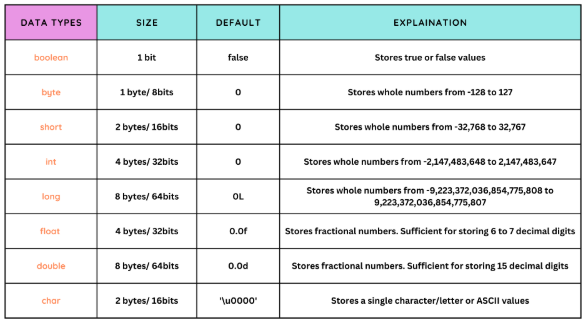 DATA TYPES SIZE DEFAULT EXPLAINATION
boolean 1 bit false Stores true or false values
byte 1 byte/ 8bits 0 Stores whole numbers from -128 to 127
short 2 bytes/ 16bits 0 Stores whole numbers from -32,768 to 32,767
int 4 bytes/ 32bits 0 Stores whole numbers from -2,147,483,648 to 2,147,483,647
long 8 bytes/ 64bits 0L Stores whole numbers from -9,223,372,036,854,775,808 to
9,223,372,036,854,775,807
float 4 bytes/ 32bits 0.0f Stores fractional numbers. Sufficient for storing 6 to 7 decimal digits
double 8 bytes/ 64bits 0.0d Stores fractional numbers. Sufficient for storing 15 decimal digits
char 2 bytes/ 16bits '\u0000' Stores a single character/letter or ASCII values